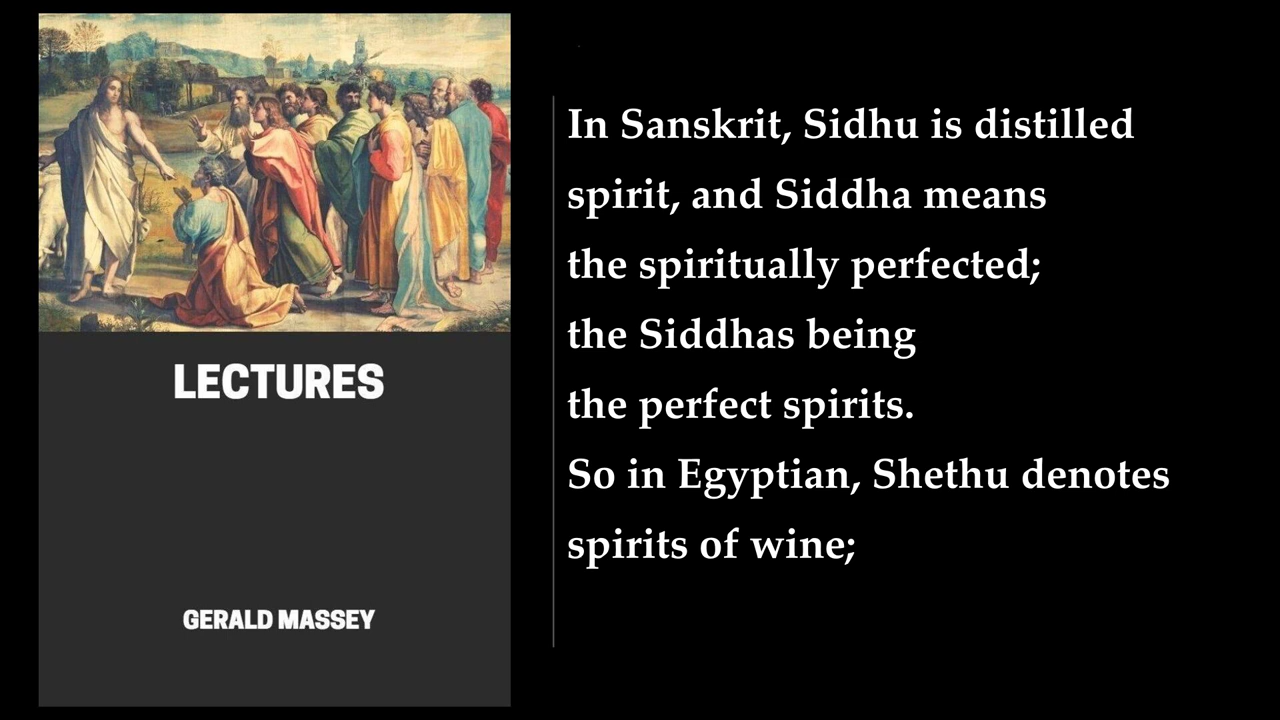 LECTURES
GERALD MASSEY
In Sanskrit, Sidhu is distilled
spirit, and Siddha means
the spiritually perfected;
the Siddhas being
the perfect spirits.
So in Egyptian, Shethu denotes
spirits of wine;